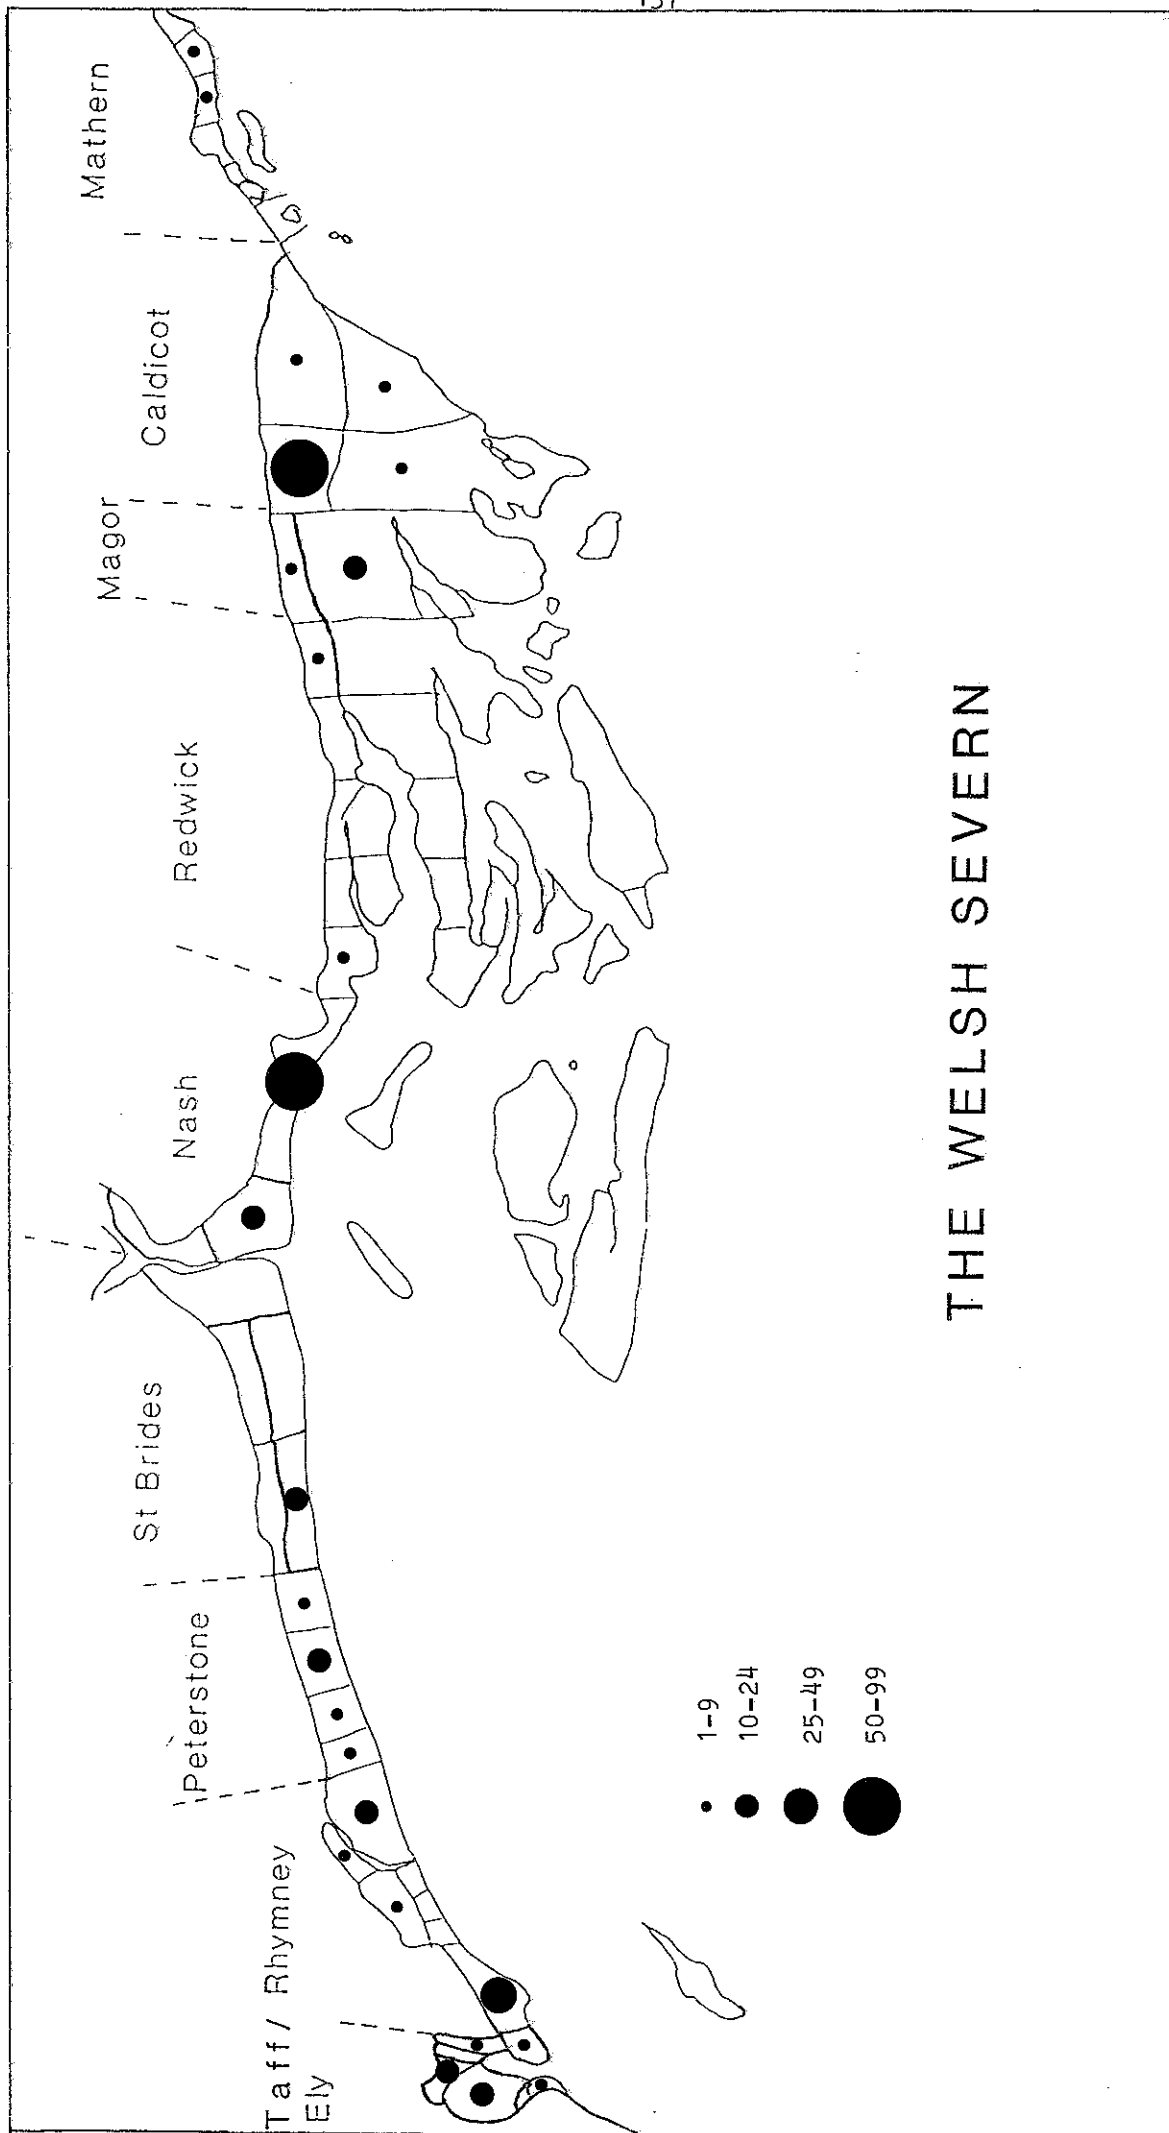 Mathern
Caldicot
Magor
Redwick
Nash
St Brides
Peterstone
Taff / Rhymney
Ely
1-9
10-24
25-49
50-99
THE WELSH SEVERN